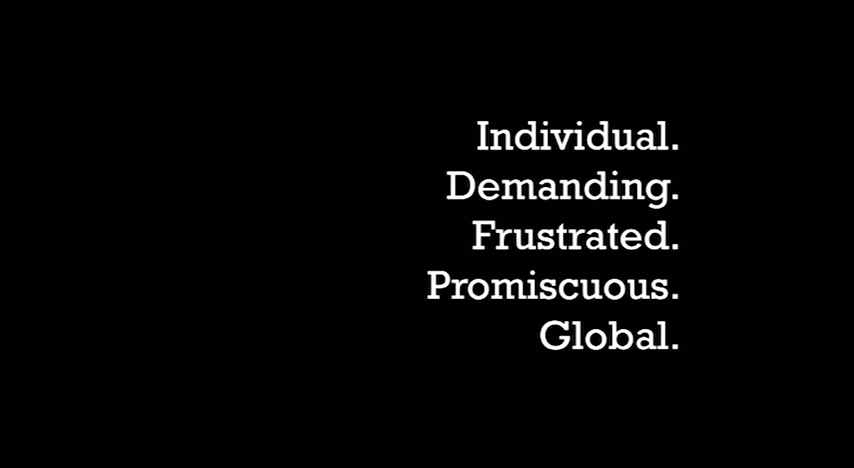 Individual.
Demanding.
Frustrated.
Promiscuous.
Global.